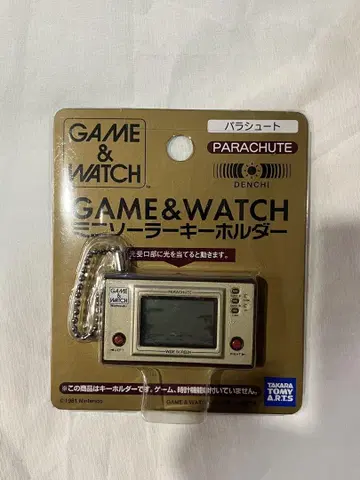 GAME
& WATCH
パラシュート
PARACHUTE
DENCHI
GAME&WATCH
ミニソーラーキーホルダー
光受口部に光を当てると動きます。
GAME
&
WATCH
Nintendo
PARACHUTE
WIDE SCREEN
※この商品はキーホルダーです。ゲーム、時計機能は付いていません。
©1981 Nintendo
GAME & WA
TAKARA
TOMY
A.R.T.S